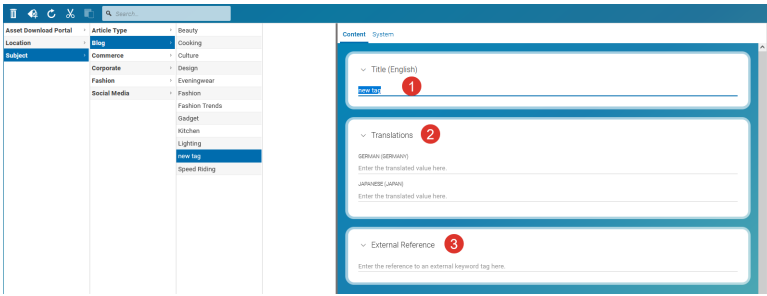 Search...
Asset Download Portal
Location
Subject
Article Type
Blog
Commerce
Corporate
Fashion
Social Media
Beauty
Cooking
Culture
Design
Eveningwear
Fashion
Fashion Trends
Gadget
Kitchen
Lighting
new tag
Speed Riding
Content System
Title (English)
1
new tag
Translations
2
GERMAN (GERMANY)
Enter the translated value here.
JAPANESE (JAPAN)
Enter the translated value here.
External Reference
3
Enter the reference to an external keyword tag here.